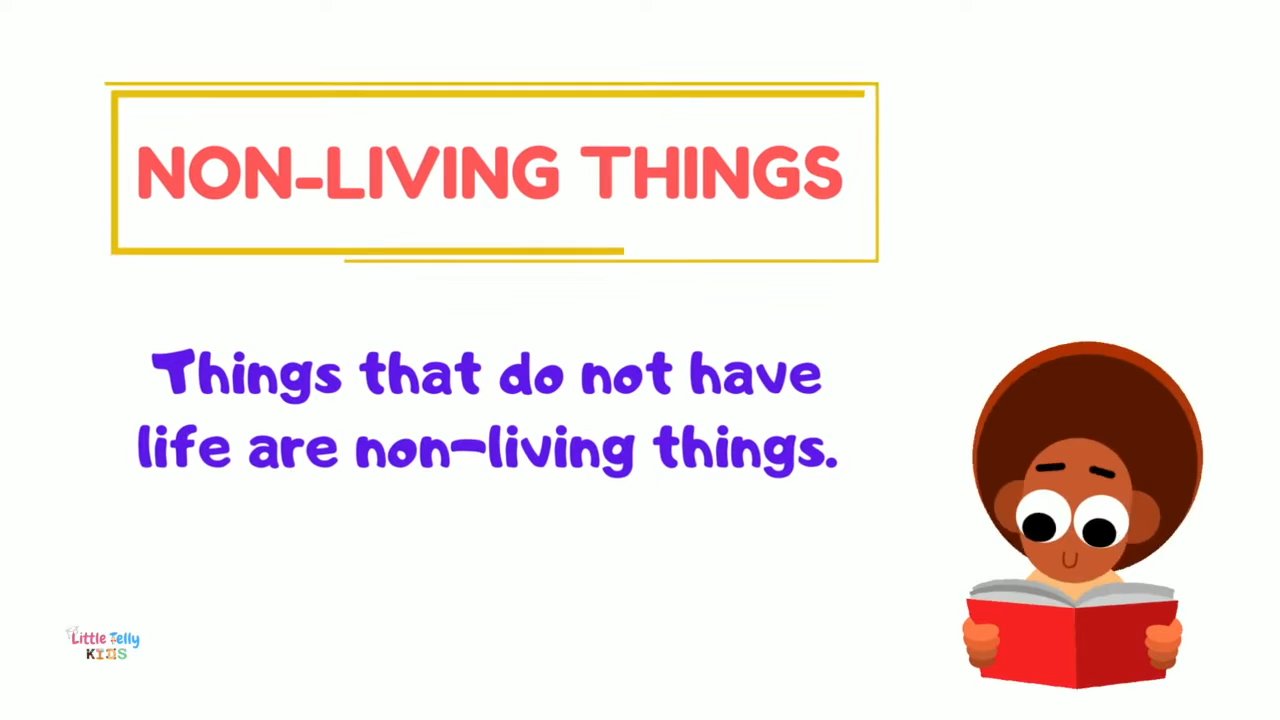 NON-LIVING THINGS
Things that do not have
life are non-living things.
Little Telly
KIDS